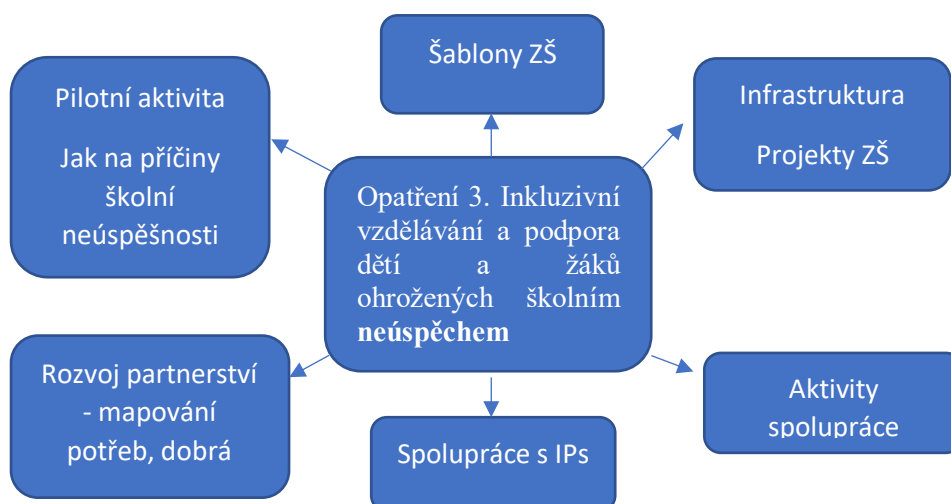 Šablony ZŠ
Pilotní aktivita
Jak na příčiny
školní
neúspěšnosti
Infrastruktura
Projekty ZŠ
Opatření 3. Inkluzivní
vzdělávání a podpora
dětí a žáků
ohrožených školním
neúspěchem
Rozvoj partnerství
- mapování
potřeb, dobrá
Spolupráce s IPs
Aktivity
spolupráce